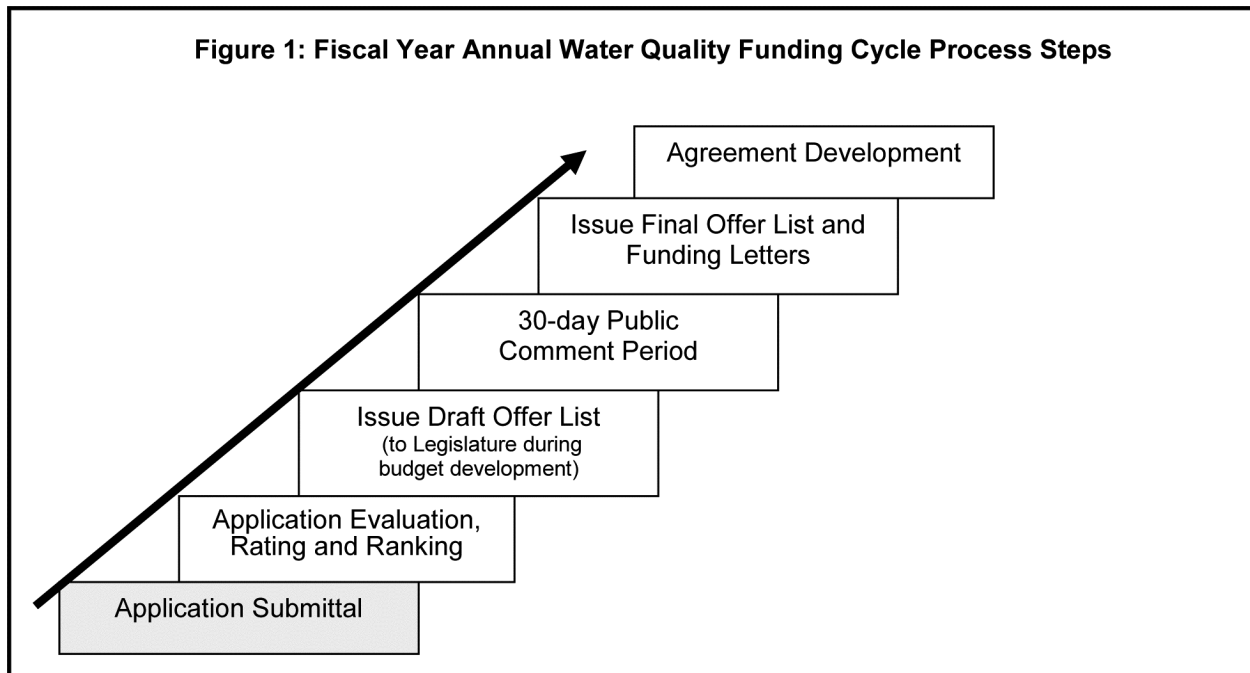 Figure 1: Fiscal Year Annual Water Quality Funding Cycle Process Steps
Agreement Development
Issue Final Offer List and
Funding Letters
30-day Public
Comment Period
Issue Draft Offer List
(to Legislature during
budget development)
Application Evaluation,
Rating and Ranking
Application Submittal